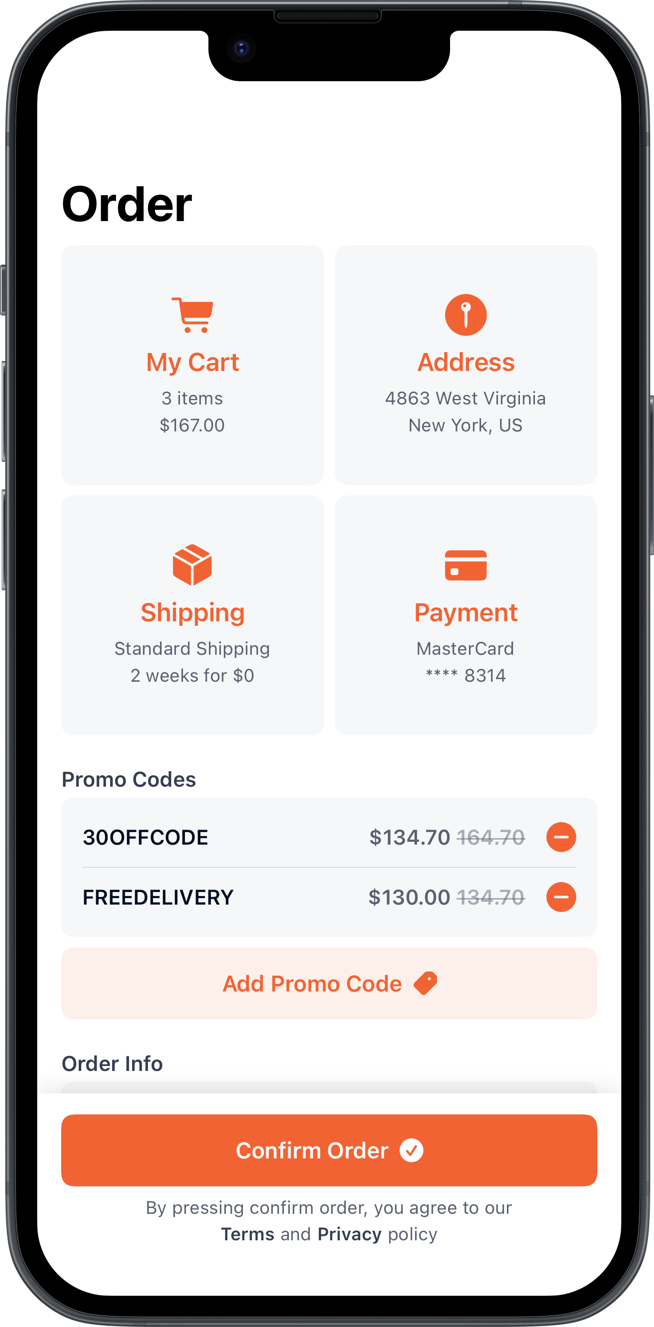 Order
My Cart
3 items
$167.00
Address
4863 West Virginia
New York, US
Shipping
Standard Shipping
2 weeks for $0
Payment
MasterCard
**** 8314
Promo Codes
30OFFCODE $134.70 164.70
FREEDELIVERY $130.00 134.70
Add Promo Code
Order Info
Confirm Order
By pressing confirm order, you agree to our
Terms and Privacy policy